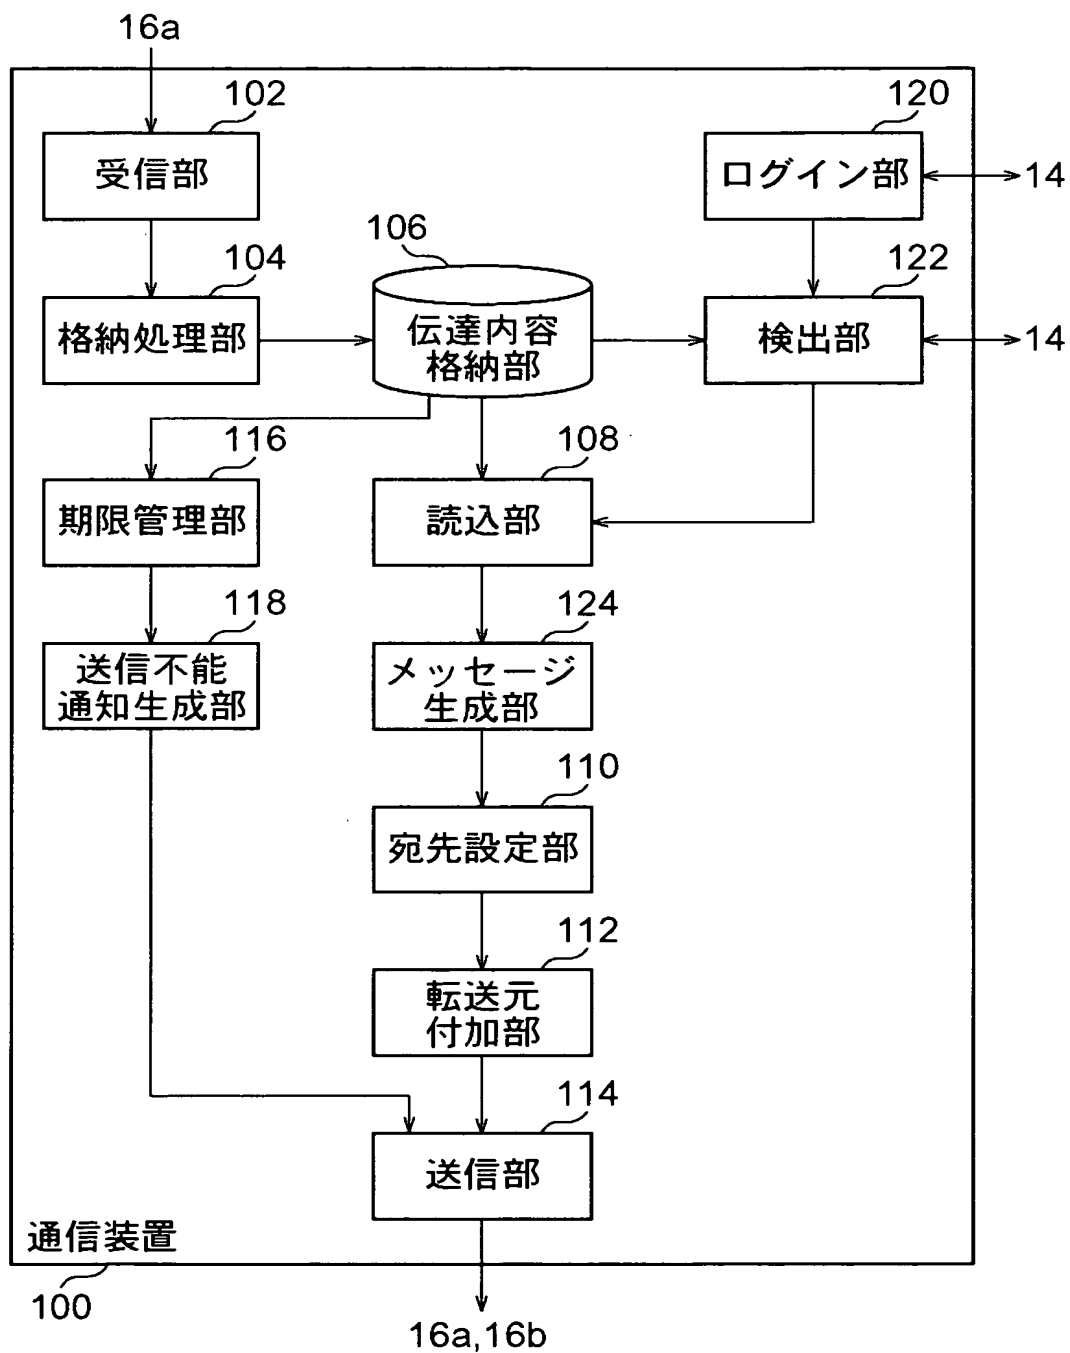 16a
102
120
受信部
ログイン部
14
106
104
122
格納処理部
伝達内容
格納部
検出部
14
116
108
期限管理部
読込部
118
124
送信不能
通知生成部
メッセージ
生成部
110
宛先設定部
112
転送元
付加部
114
送信部
通信装置
100
16a,16b